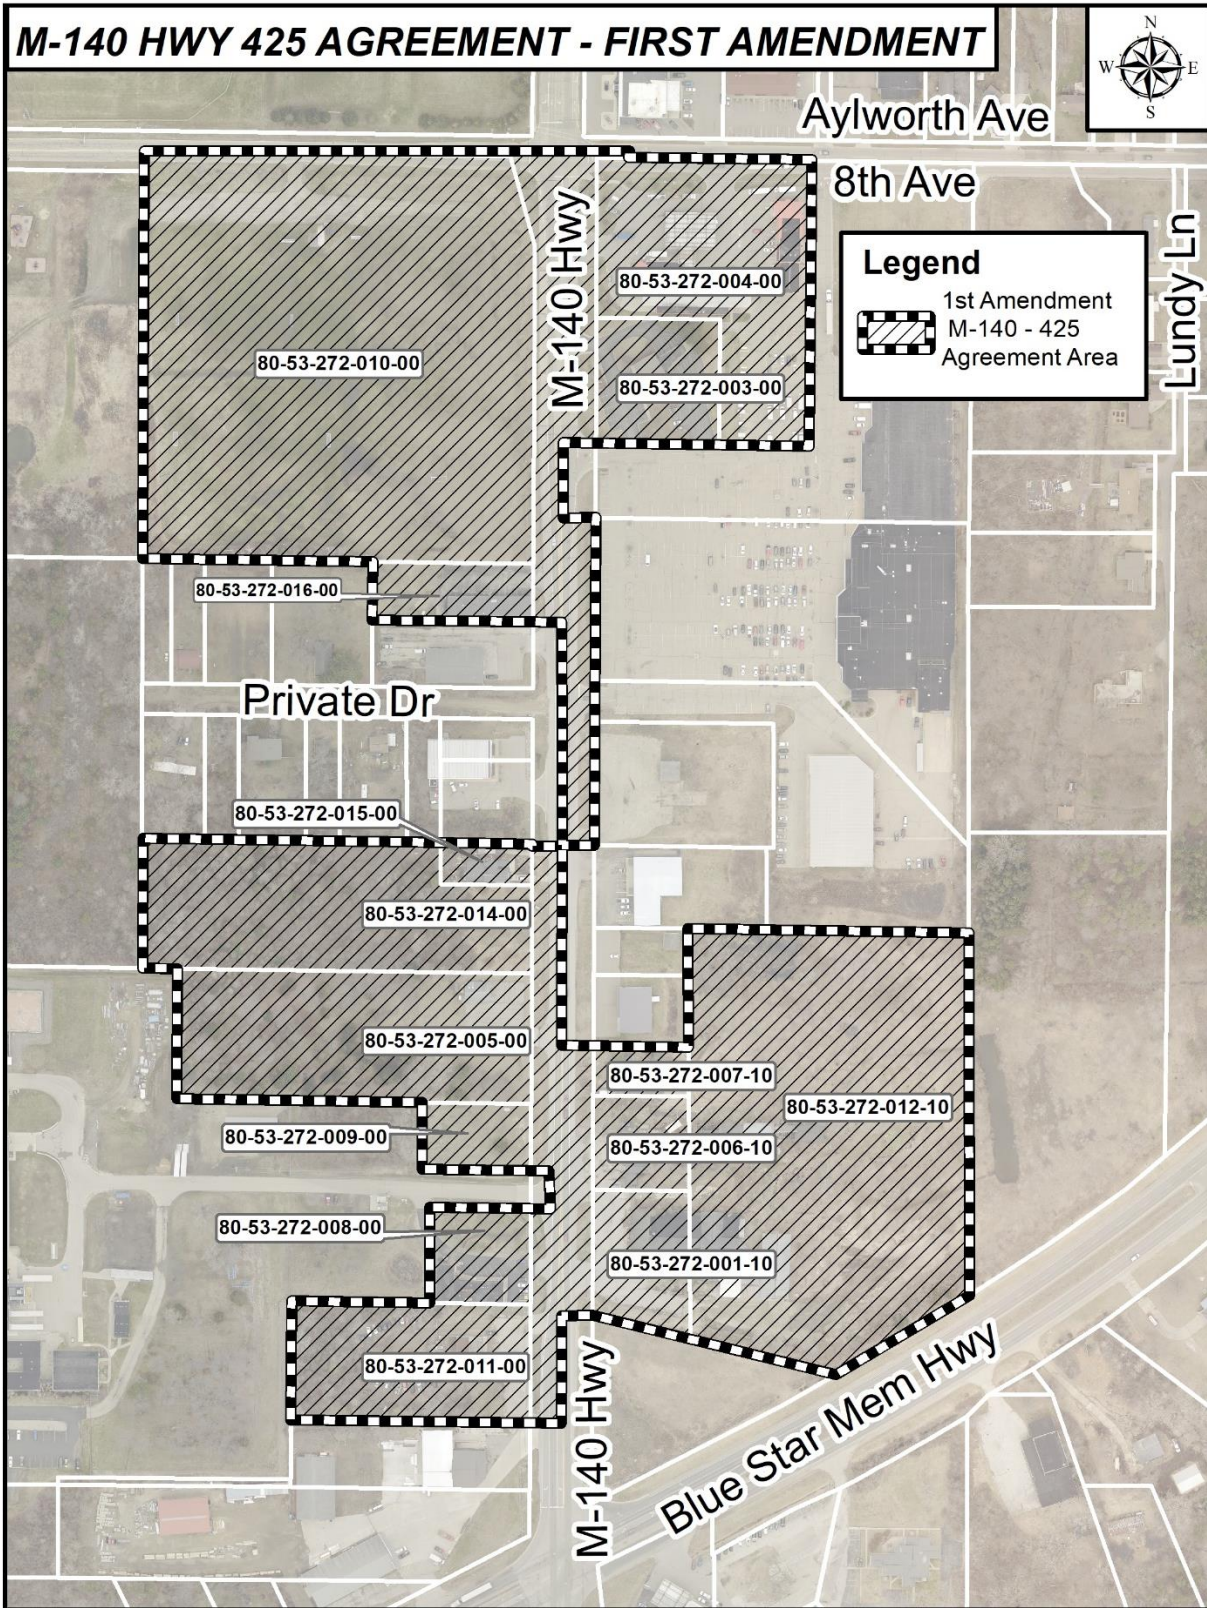 M-140 HWY 425 AGREEMENT - FIRST AMENDMENT
N
W
E
S
Aylworth Ave
8th Ave
M-140 Hwy
Lundy Ln
Legend
1st Amendment
M-140 - 425
Agreement Area
80-53-272-004-00
80-53-272-010-00
80-53-272-003-00
80-53-272-016-00
Private Dr
80-53-272-015-00
80-53-272-014-00
80-53-272-005-00
80-53-272-007-10
80-53-272-012-10
80-53-272-009-00
80-53-272-006-10
80-53-272-008-00
80-53-272-001-10
80-53-272-011-00
M-140 Hwy
Blue Star Mem Hwy